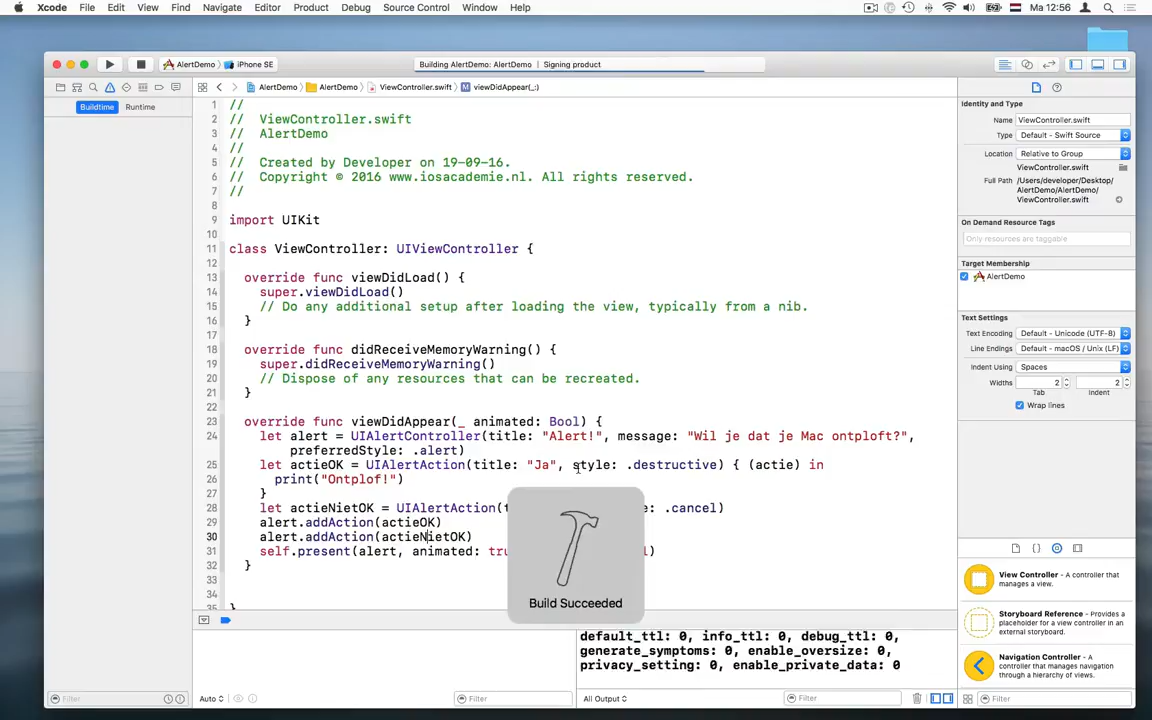 Xcode File Edit View Find Navigate Editor Product Debug Source Control Window Help Ma 12:56
AlertDemo iPhone SE Building AlertDemo: AlertDemo Signing product
AlertDemo AlertDemo ViewController.swift M viewDidAppear(_:)
Buildtime Runtime
1 //
2 // ViewController.swift
3 // AlertDemo
4 //
5 // Created by Developer on 19-09-16.
6 // Copyright © 2016 www.iosacademie.nl. All rights reserved.
7 //
8
9 import UIKit
10
11 class ViewController: UIViewController {
12
13 override func viewDidLoad() {
14 super.viewDidLoad()
15 // Do any additional setup after loading the view, typically from a nib.
16 }
17
18 override func didReceiveMemoryWarning() {
19 super.didReceiveMemoryWarning()
20 // Dispose of any resources that can be recreated.
21 }
22
23 override func viewDidAppear(_ animated: Bool) {
24 let alert = UIAlertController(title: "Alert!", message: "Wil je dat je Mac ontploft?",
preferredStyle: .alert)
25 let actieOK = UIAlertAction(title: "Ja", style: .destructive) { (actie) in
26 print("Ontplof!")
27 }
28 let actieNietOK = UIAlertAction( : .cancel)
29 alert.addAction(actieOK)
30 alert.addAction(actieNietOK)
31 self.present(alert, animated:
32 }
33
34
35 }
Build Succeeded
default_ttl: 0, info_ttl: 0, debug_ttl: 0,
generate_symptoms: 0, enable_oversize: 0,
privacy_setting: 0, enable_private_data: 0
Filter Auto Filter All Output Filter Filter
Identity and Type
Name ViewController.swift
Type Default - Swift Source
Location Relative to Group
ViewController.swift
Full Path /Users/developer/Desktop/
AlertDemo/AlertDemo/
ViewController.swift
On Demand Resource Tags
Only resources are taggable
Target Membership
AlertDemo
Text Settings
Text Encoding Default - Unicode (UTF-8)
Line Endings Default - macOS / Unix (LF)
Indent Using Spaces
Widths 2 2
Tab Indent
Wrap lines
View Controller - A controller that
manages a view.
Storyboard Reference - Provides a
placeholder for a view controller in an
external storyboard.
Navigation Controller - A
controller that manages navigation
through a hierarchy of views.